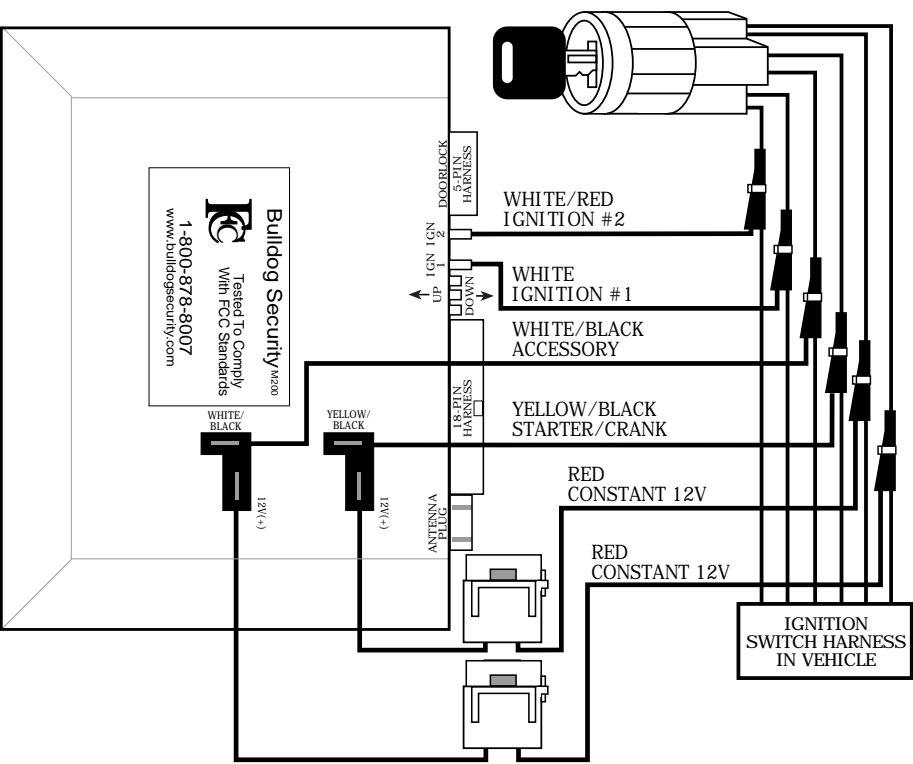 DOORLOCK
5-PIN
HARNESS
WHITE/RED
IGNITION #2
IGN
2
IGN
1
WHITE
IGNITION #1
UP
DOWN
WHITE/BLACK
ACCESSORY
Bulldog Security M200
FCC
Tested To Comply
With FCC Standards
1-800-878-8007
www.bulldogsecurity.com
18-PIN
HARNESS
YELLOW/BLACK
STARTER/CRANK
WHITE/
BLACK
YELLOW/
BLACK
12V(+)
12V(+)
RED
CONSTANT 12V
ANTENNA
PLUG
RED
CONSTANT 12V
IGNITION
SWITCH HARNESS
IN VEHICLE